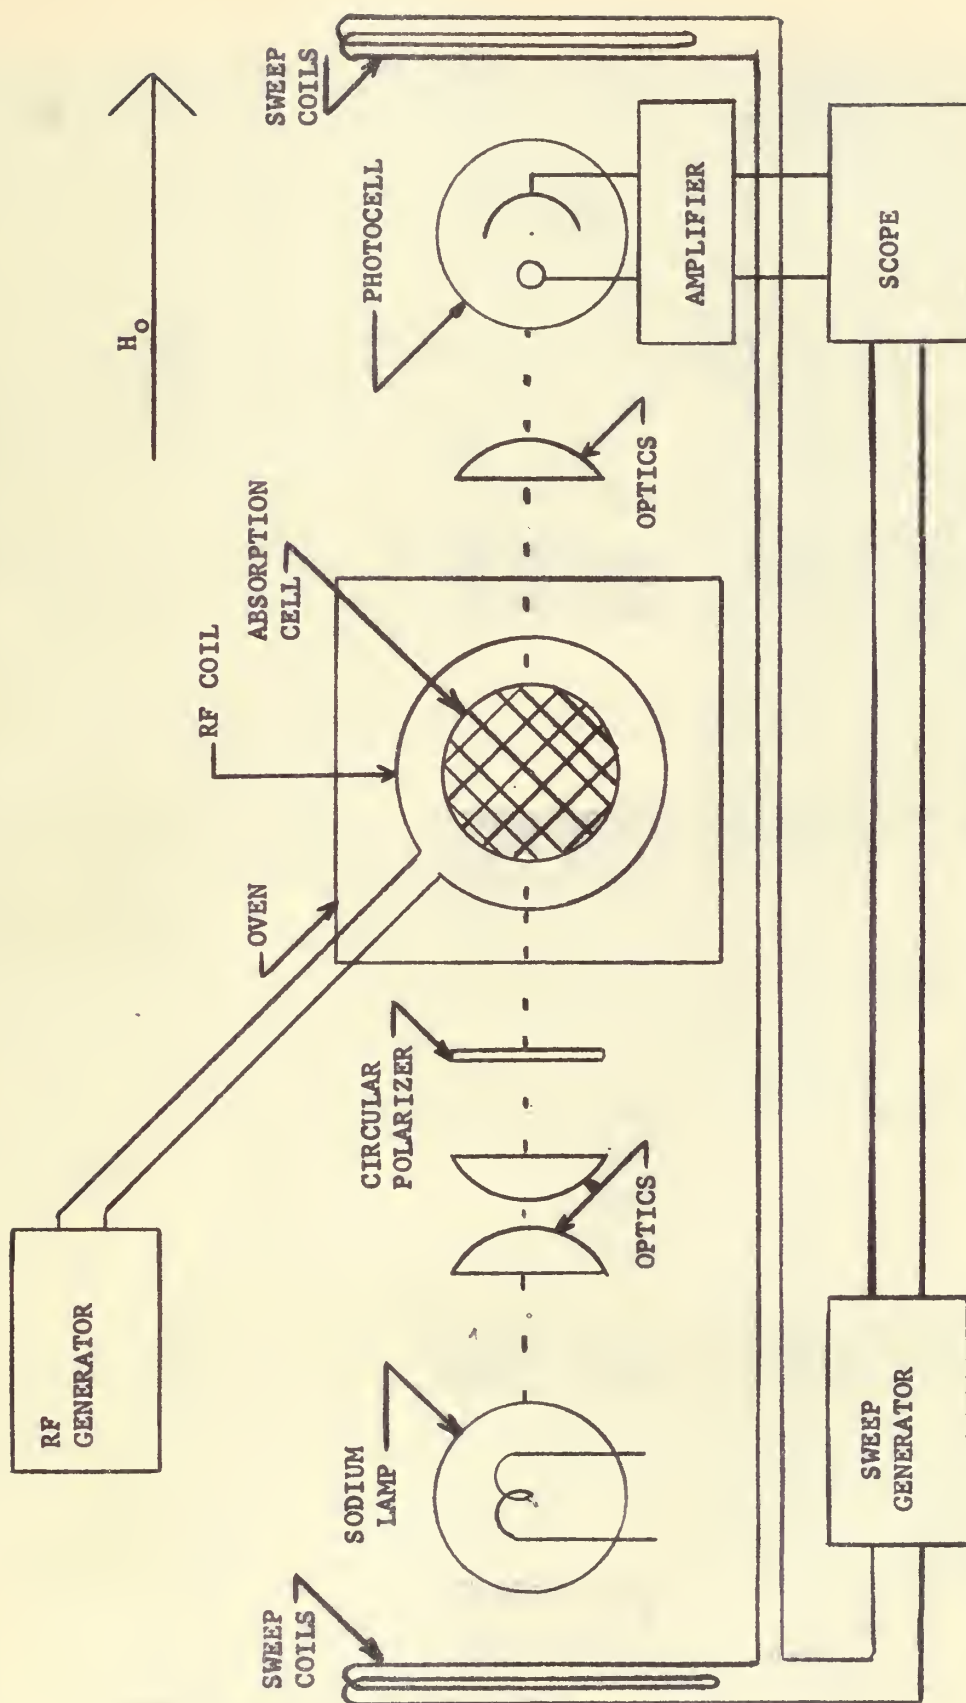 H₀
RF
GENERATOR
OVEN
RF COIL
ABSORPTION
CELL
SWEEP
COILS
SODIUM
LAMP
CIRCULAR
POLARIZER
PHOTOCELL
SWEEP
COILS
OPTICS
OPTICS
AMPLIFIER
SWEEP
GENERATOR
SCOPE